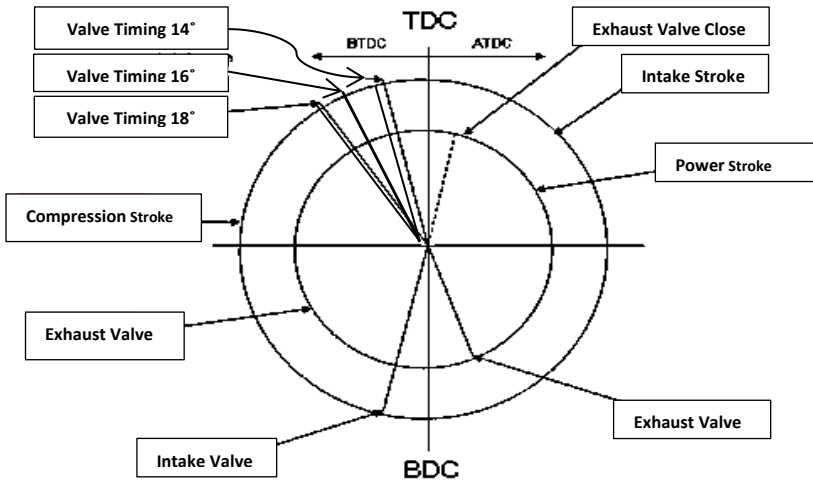 Valve Timing 14°
TDC
Exhaust Valve Close
BTDC
ATDC
Intake Stroke
Valve Timing 16°
Valve Timing 18°
Power Stroke
Compression Stroke
Exhaust Valve
Exhaust Valve
Intake Valve
BDC